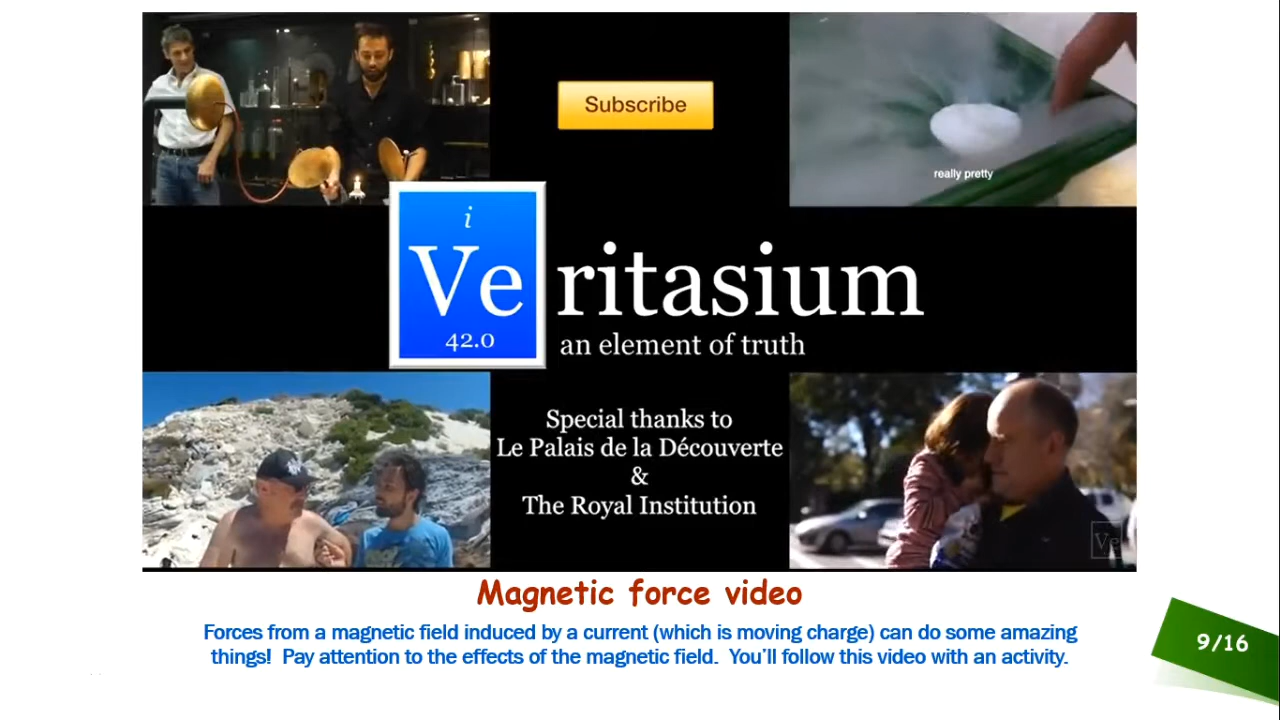 Subscribe
really pretty
i
Ve ritasium
42.0
an element of truth
Special thanks to
Le Palais de la Découverte
&
The Royal Institution
Ve
Magnetic force video
Forces from a magnetic field induced by a current (which is moving charge) can do some amazing
things! Pay attention to the effects of the magnetic field. You'll follow this video with an activity.
9/16